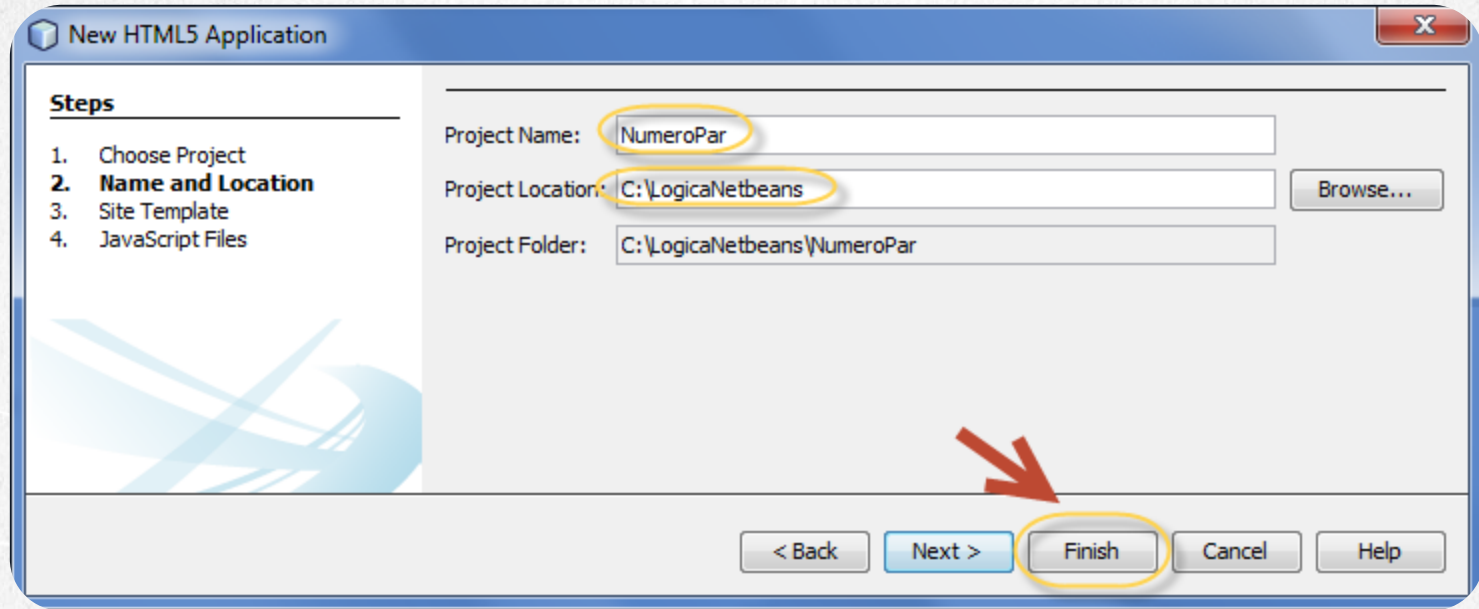 New HTML5 Application
X
Steps
1. Choose Project
2. Name and Location
3. Site Template
4. JavaScript Files
Project Name: NumeroPar
Project Location: C:\LogicaNetbeans Browse...
Project Folder: C:\LogicaNetbeans\NumeroPar
< Back Next > Finish Cancel Help